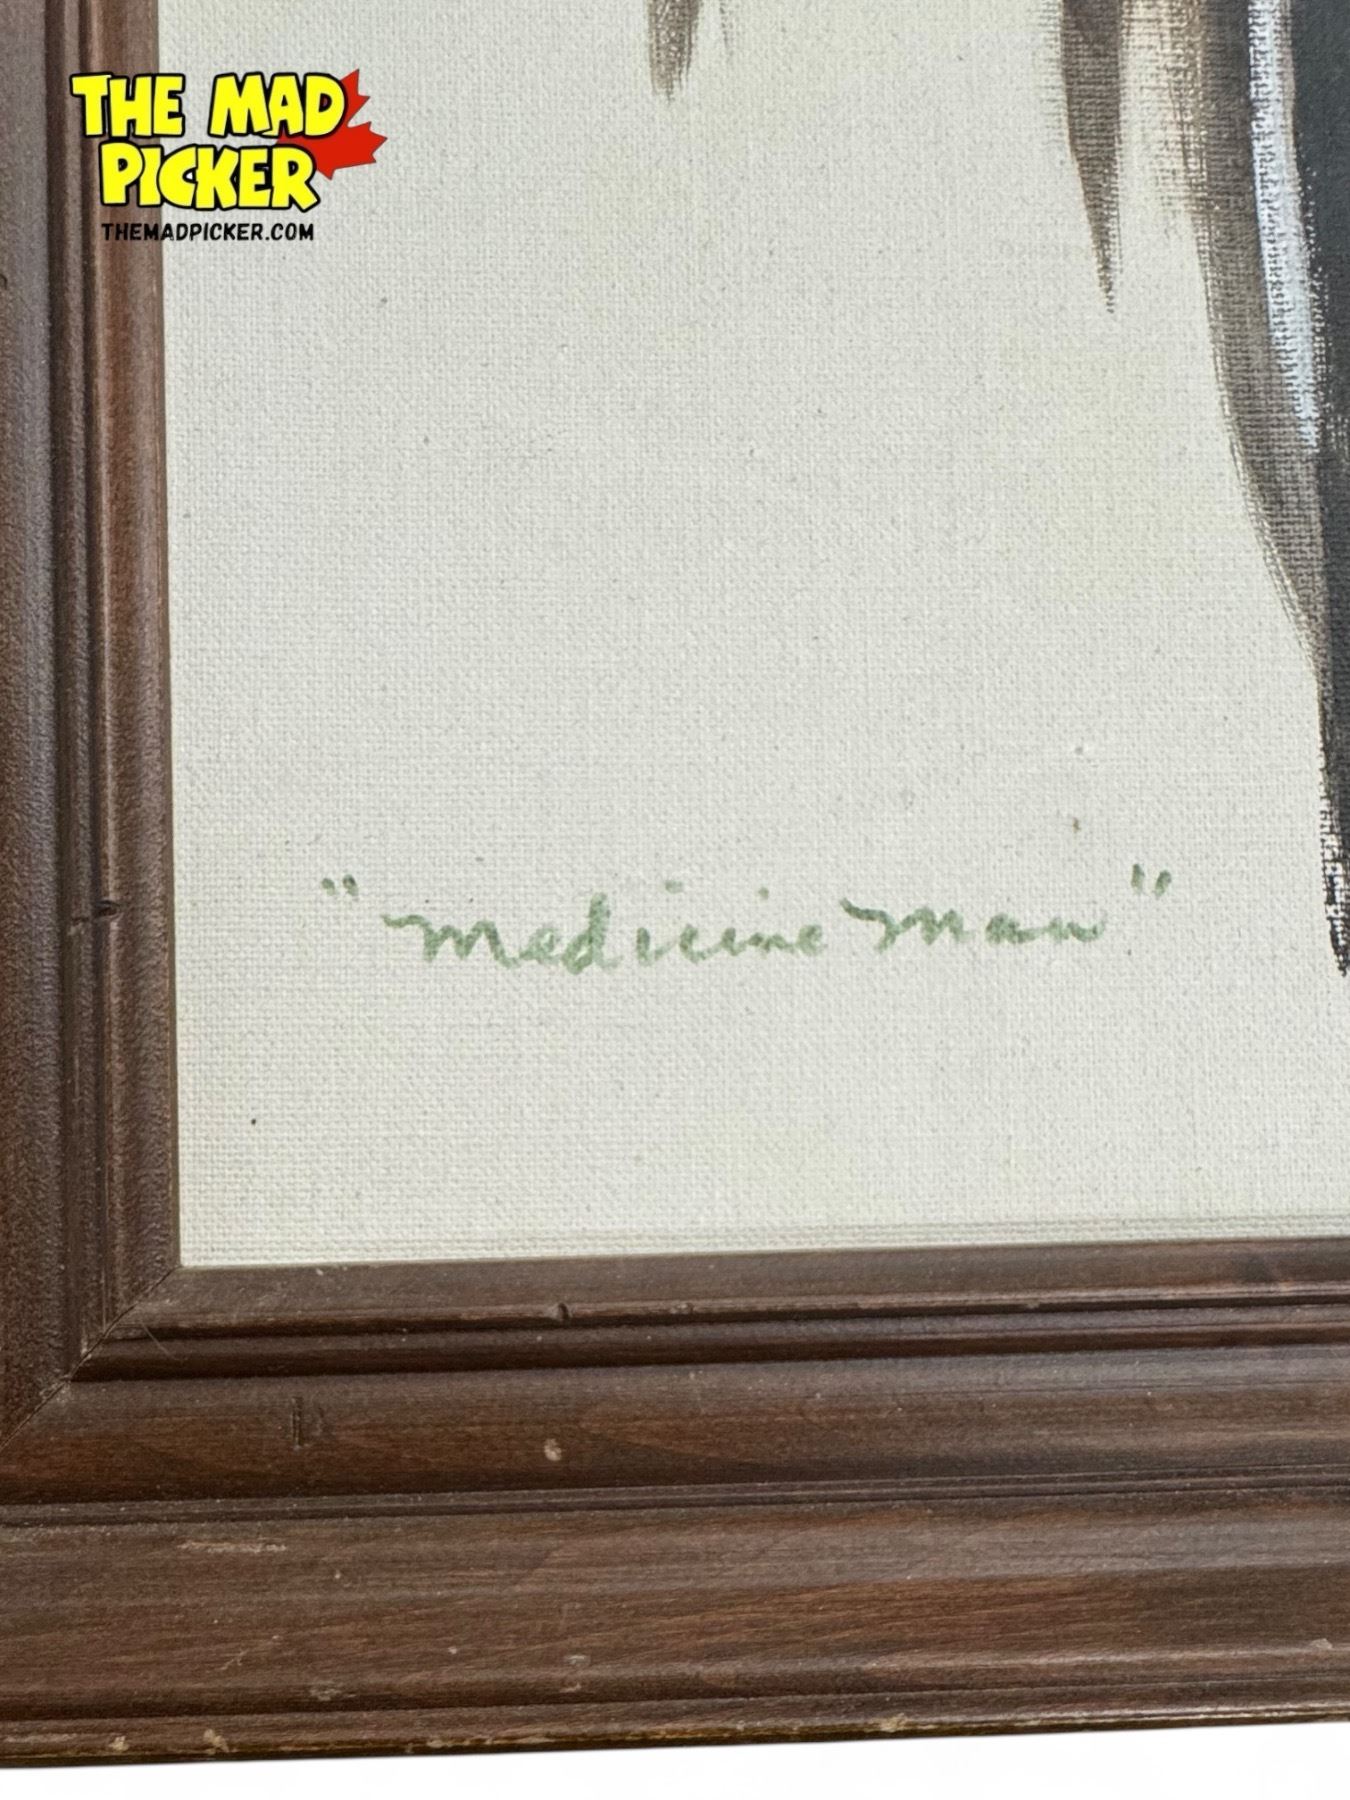 THE MAD
PICKER
THEMADPICKER.COM
"Medicine Man"